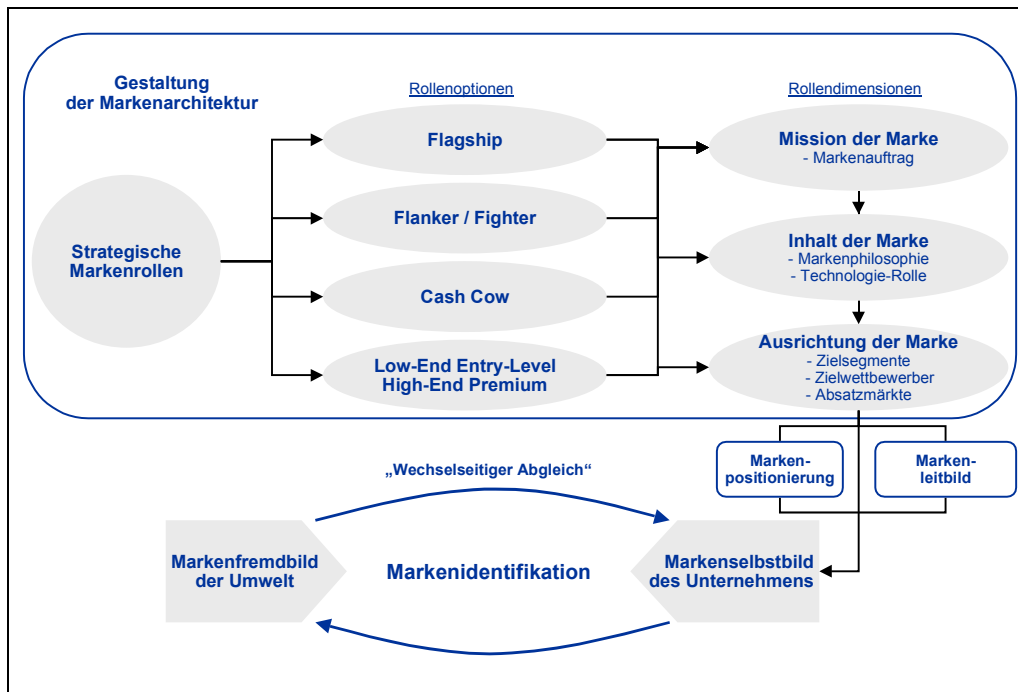 Gestaltung
der Markenarchitektur
Rollenoptionen
Rollendimensionen
Strategische
Markenrollen
Flagship
Flanker / Fighter
Cash Cow
Low-End Entry-Level
High-End Premium
Mission der Marke
- Markenauftrag
Inhalt der Marke
- Markenphilosophie
- Technologie-Rolle
Ausrichtung der Marke
- Zielsegmente
- Zielwettbewerber
- Absatzmärkte
Marken-
positionierung
Marken-
leitbild
„Wechselseitiger Abgleich“
Markenfremdbild
der Umwelt
Markenidentifikation
Markenselbstbild
des Unternehmens